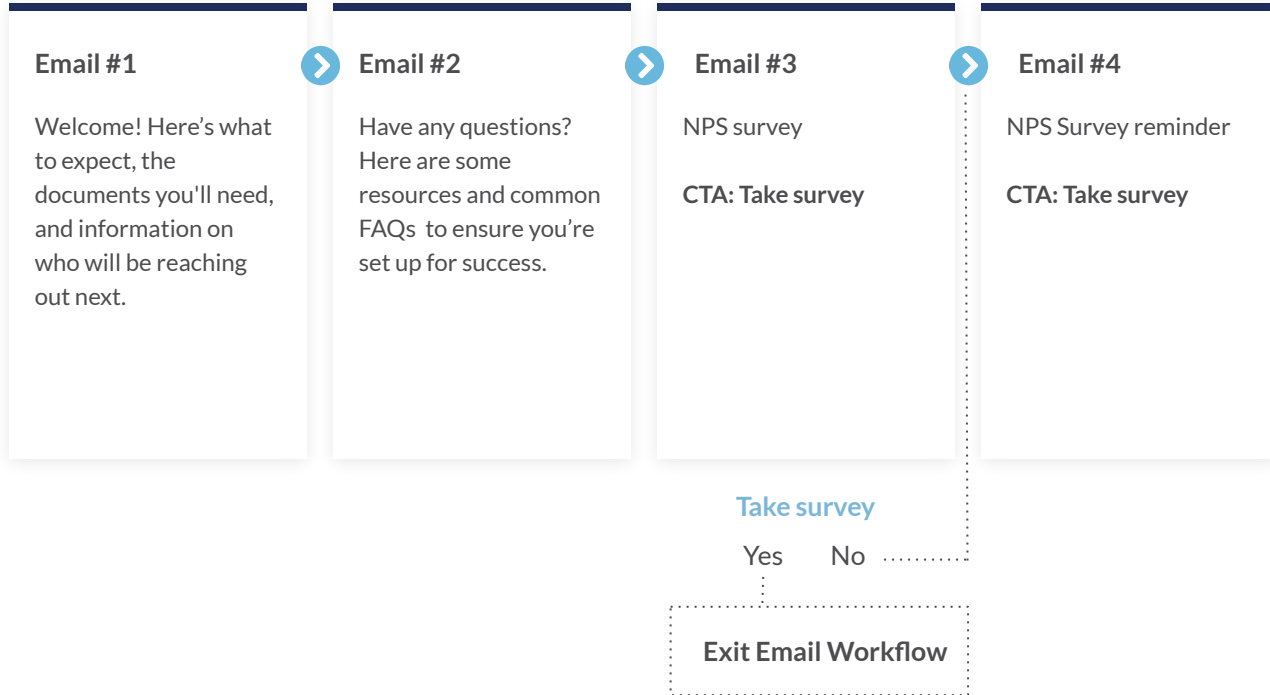 Email #1
Welcome! Here’s what
to expect, the
documents you'll need,
and information on
who will be reaching
out next.
Email #2
Have any questions?
Here are some
resources and common
FAQs  to ensure you’re
set up for success.
Email #3
NPS survey
CTA: Take survey
Email #4
NPS Survey reminder
CTA: Take survey
Take survey
Yes No
Exit Email Workflow